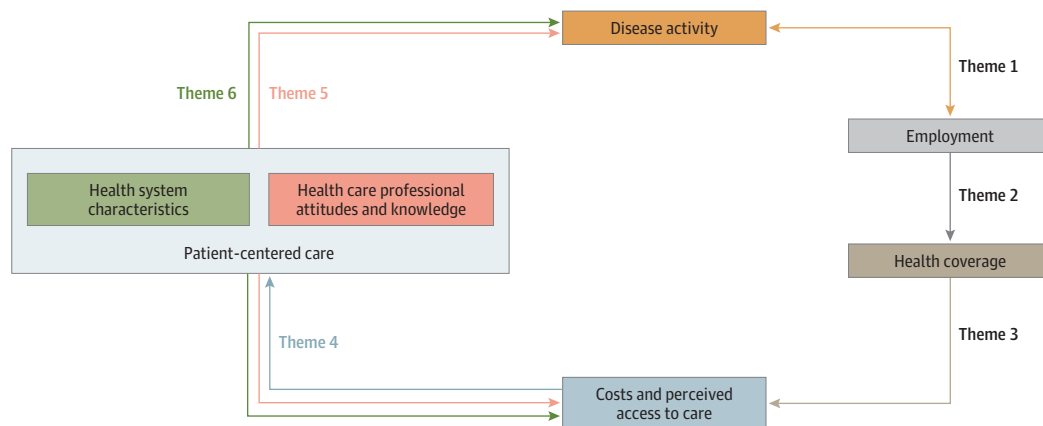 Disease activity
Theme 1
Theme 6
Theme 5
Employment
Health system
characteristics
Health care professional
attitudes and knowledge
Theme 2
Patient-centered care
Health coverage
Theme 4
Theme 3
Costs and perceived
access to care